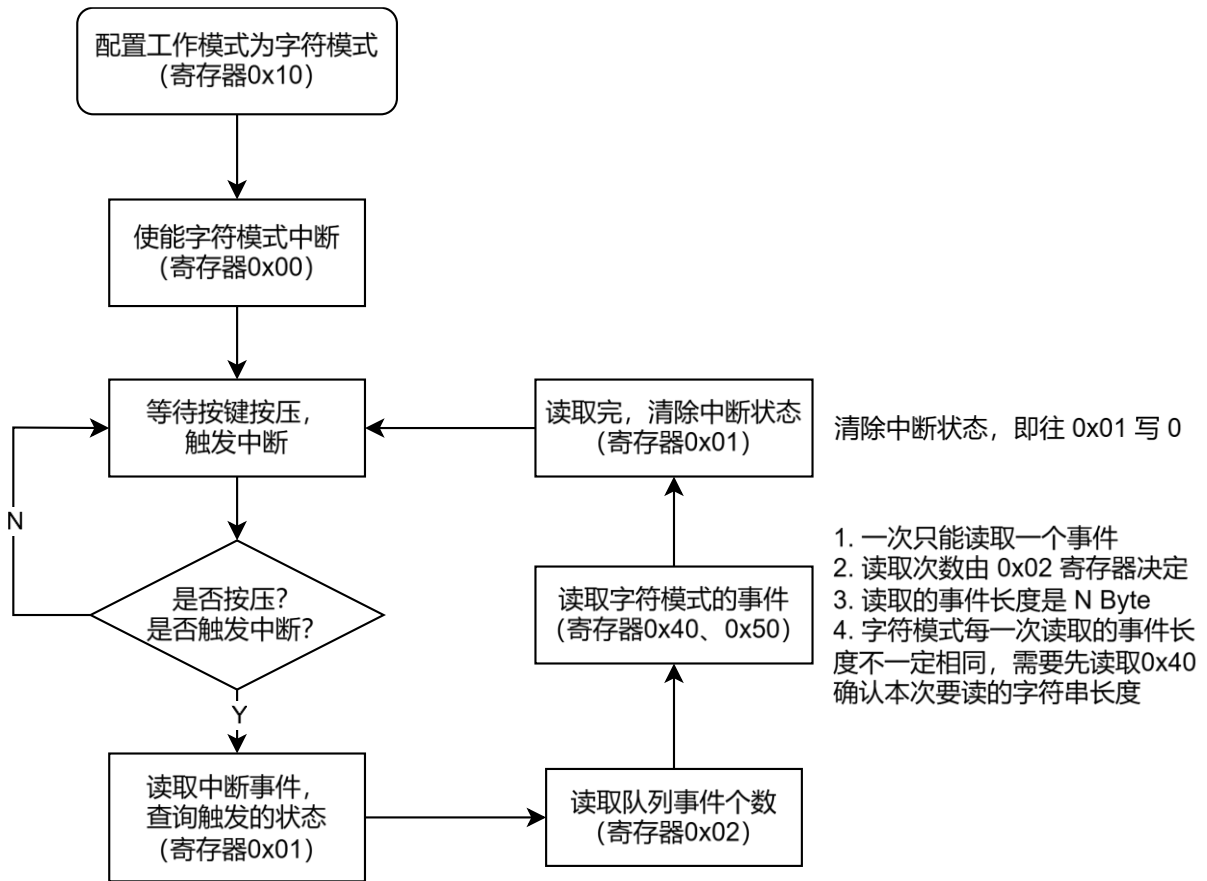 配置工作模式为字符模式
（寄存器0x10）
使能字符模式中断
（寄存器0x00）
等待按键按压，
触发中断
N
是否按压？
是否触发中断？
Y
读取中断事件，
查询触发的状态
（寄存器0x01）
读取队列事件个数
（寄存器0x02）
读取字符模式的事件
（寄存器0x40、0x50）
1. 一次只能读取一个事件
2. 读取次数由 0x02 寄存器决定
3. 读取的事件长度是 N Byte
4. 字符模式每一次读取的事件长
度不一定相同，需要先读取0x40
确认本次要读的字符串长度
读取完，清除中断状态
（寄存器0x01）
清除中断状态，即往 0x01 写 0